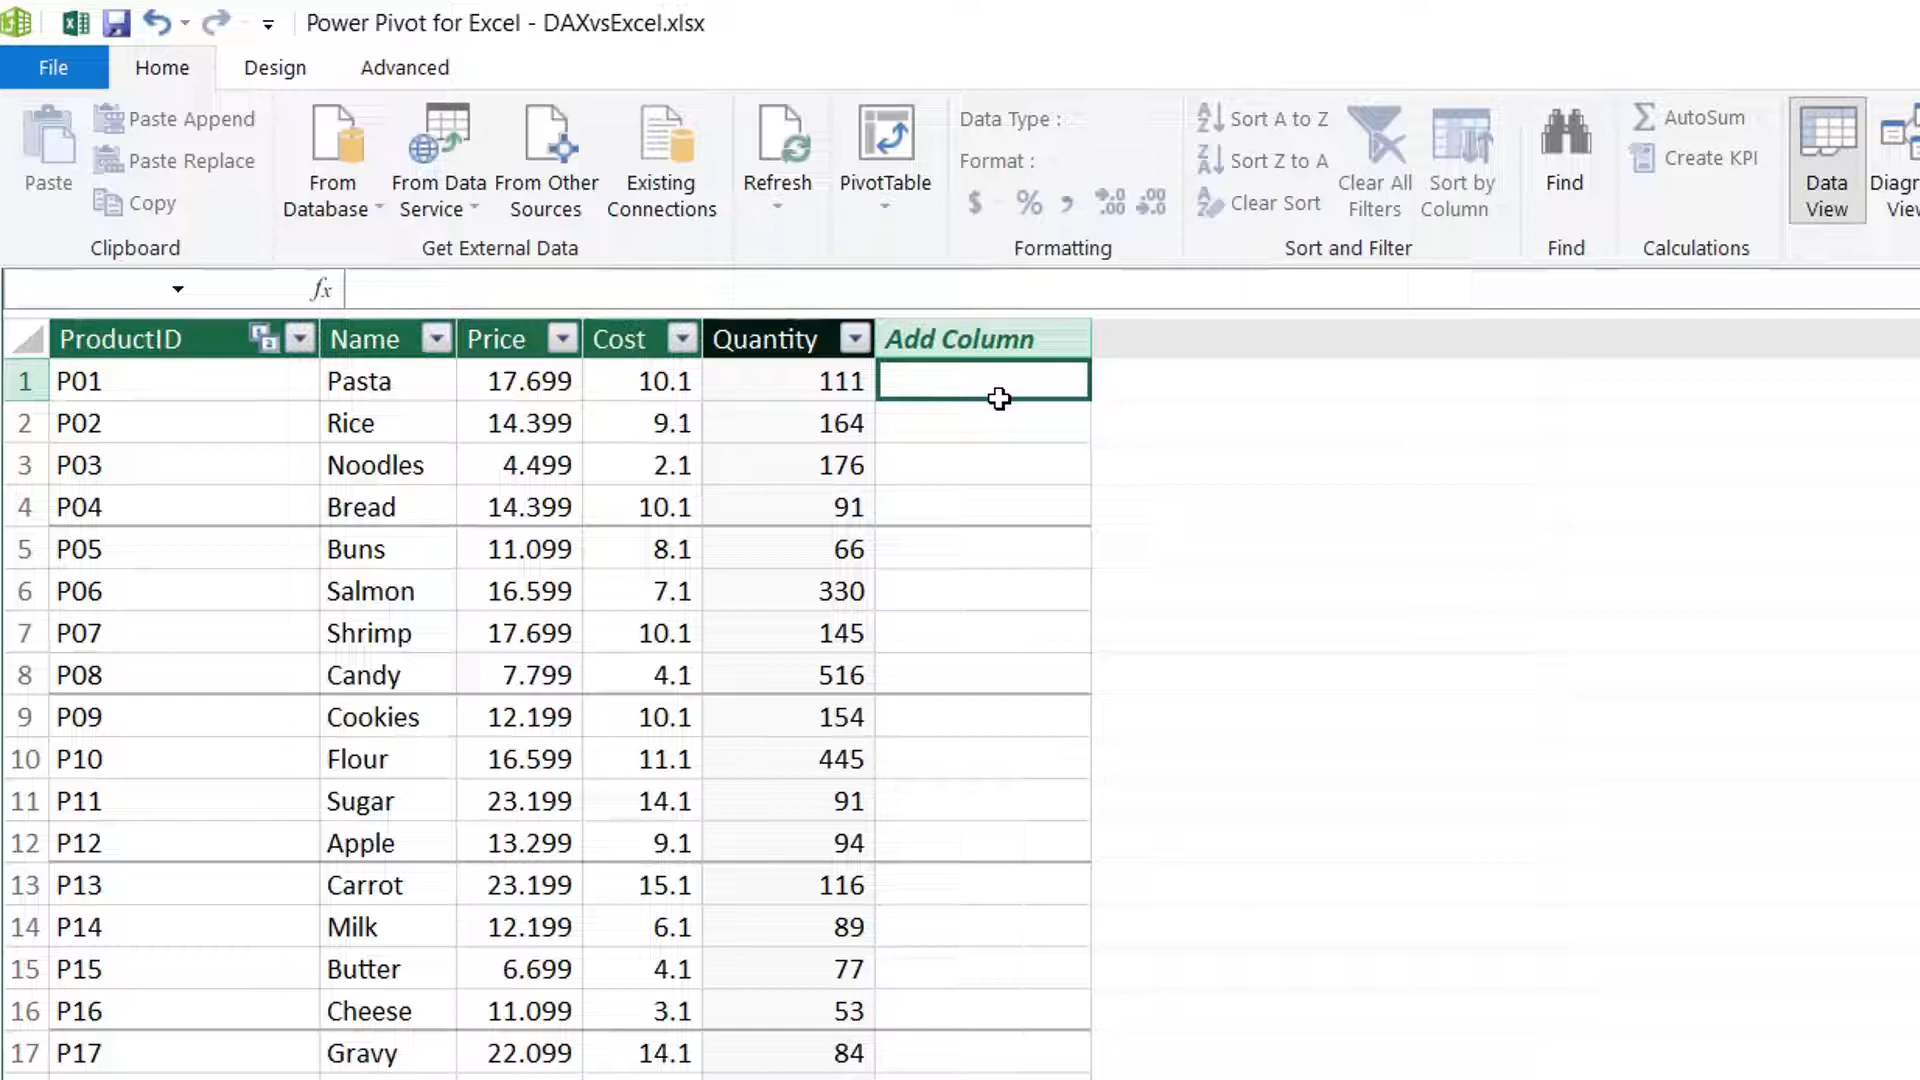 Power Pivot for Excel - DAXvsExcel.xlsx
File Home Design Advanced
Paste
Paste Append
Paste Replace
Copy
Clipboard
From Database
From Data Service
From Other Sources
Existing Connections
Get External Data
Refresh
PivotTable
Data Type :
Format :
$ % , .00 .00
Formatting
Sort A to Z
Sort Z to A
Clear Sort
Clear All Filters
Sort by Column
Sort and Filter
Find
Find
AutoSum
Create KPI
Calculations
Data View
Diagr
View
fx
ProductID Name Price Cost Quantity Add Column
1 P01 Pasta 17.699 10.1 111
2 P02 Rice 14.399 9.1 164
3 P03 Noodles 4.499 2.1 176
4 P04 Bread 14.399 10.1 91
5 P05 Buns 11.099 8.1 66
6 P06 Salmon 16.599 7.1 330
7 P07 Shrimp 17.699 10.1 145
8 P08 Candy 7.799 4.1 516
9 P09 Cookies 12.199 10.1 154
10 P10 Flour 16.599 11.1 445
11 P11 Sugar 23.199 14.1 91
12 P12 Apple 13.299 9.1 94
13 P13 Carrot 23.199 15.1 116
14 P14 Milk 12.199 6.1 89
15 P15 Butter 6.699 4.1 77
16 P16 Cheese 11.099 3.1 53
17 P17 Gravy 22.099 14.1 84